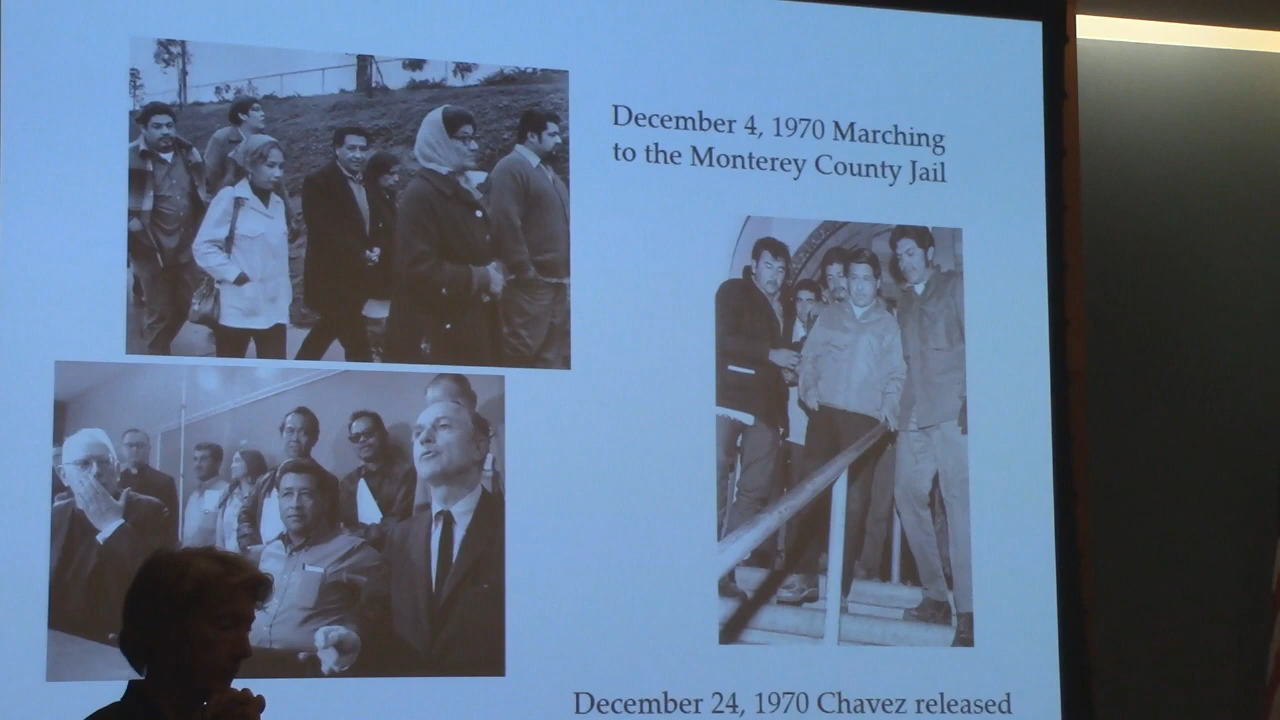 December 4, 1970 Marching
to the Monterey County Jail
December 24, 1970 Chavez released